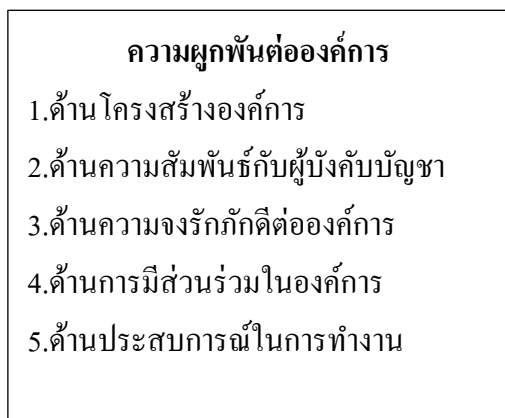 ความผูกพันต่อองค์การ
1.ด้านโครงสร้างองค์การ
2.ด้านความสัมพันธ์กับผู้บังคับบัญชา
3.ด้านความจงรักภักดีต่อองค์การ
4.ด้านการมีส่วนร่วมในองค์การ
5.ด้านประสบการณ์ในการทำงาน